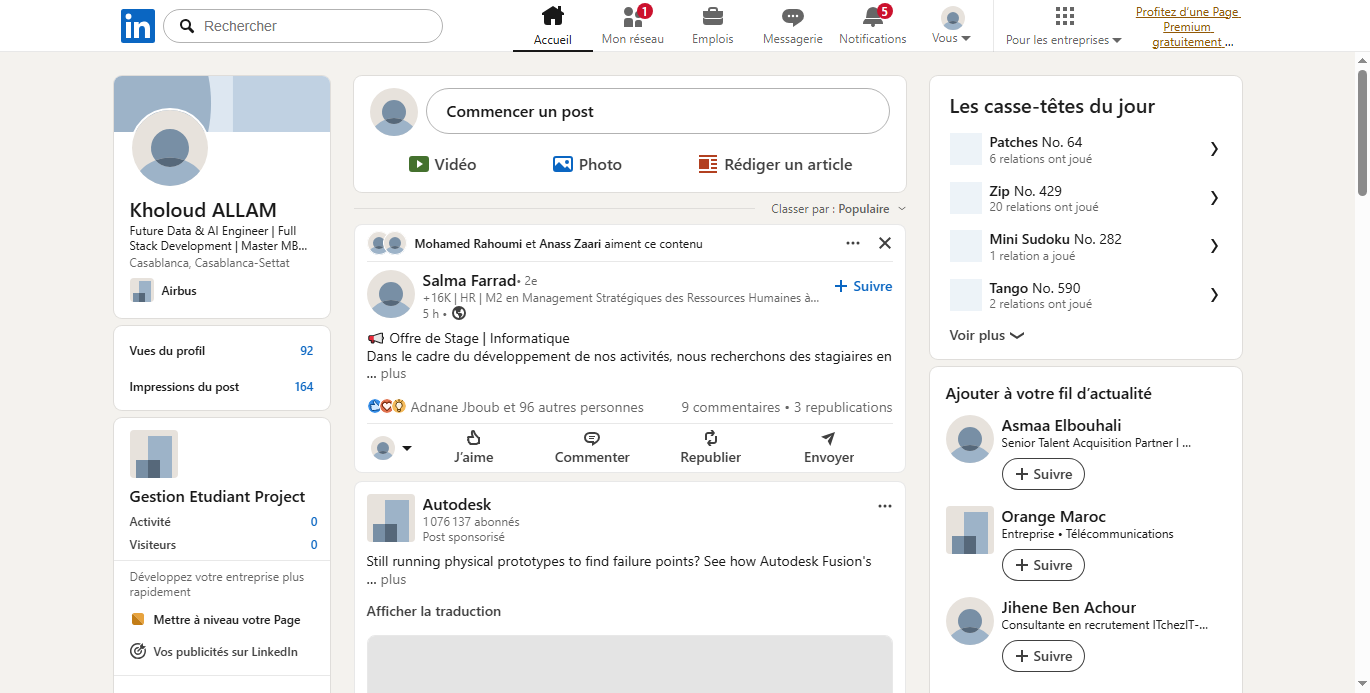 in
Rechercher
Accueil
1
Mon réseau
Emplois
Messagerie
5
Notifications
Vous
Pour les entreprises
Profitez d’une Page
Premium
gratuitement ...
Kholoud ALLAM
Future Data & AI Engineer | Full
Stack Development | Master MB...
Casablanca, Casablanca-Settat
Airbus
Vues du profil 92
Impressions du post 164
Gestion Etudiant Project
Activité 0
Visiteurs 0
Développez votre entreprise plus
rapidement
Mettre à niveau votre Page
Vos publicités sur LinkedIn
Commencer un post
Vidéo
Photo
Rédiger un article
Classer par : Populaire
Mohamed Rahoumi et Anass Zaari aiment ce contenu
Salma Farrad • 2e
+16K | HR | M2 en Management Stratégiques des Ressources Humaines à...
5 h •
+ Suivre
Offre de Stage | Informatique
Dans le cadre du développement de nos activités, nous recherchons des stagiaires en
... plus
Adnane Jboub et 96 autres personnes
9 commentaires • 3 republications
J’aime
Commenter
Republier
Envoyer
Autodesk
1 076 137 abonnés
Post sponsorisé
Still running physical prototypes to find failure points? See how Autodesk Fusion's
... plus
Afficher la traduction
Les casse-têtes du jour
Patches No. 64
6 relations ont joué
Zip No. 429
20 relations ont joué
Mini Sudoku No. 282
1 relation a joué
Tango No. 590
2 relations ont joué
Voir plus
Ajouter à votre fil d’actualité
Asmaa Elbouhali
Senior Talent Acquisition Partner I ...
+ Suivre
Orange Maroc
Entreprise • Télécommunications
+ Suivre
Jihene Ben Achour
Consultante en recrutement ITchezIT-...
+ Suivre